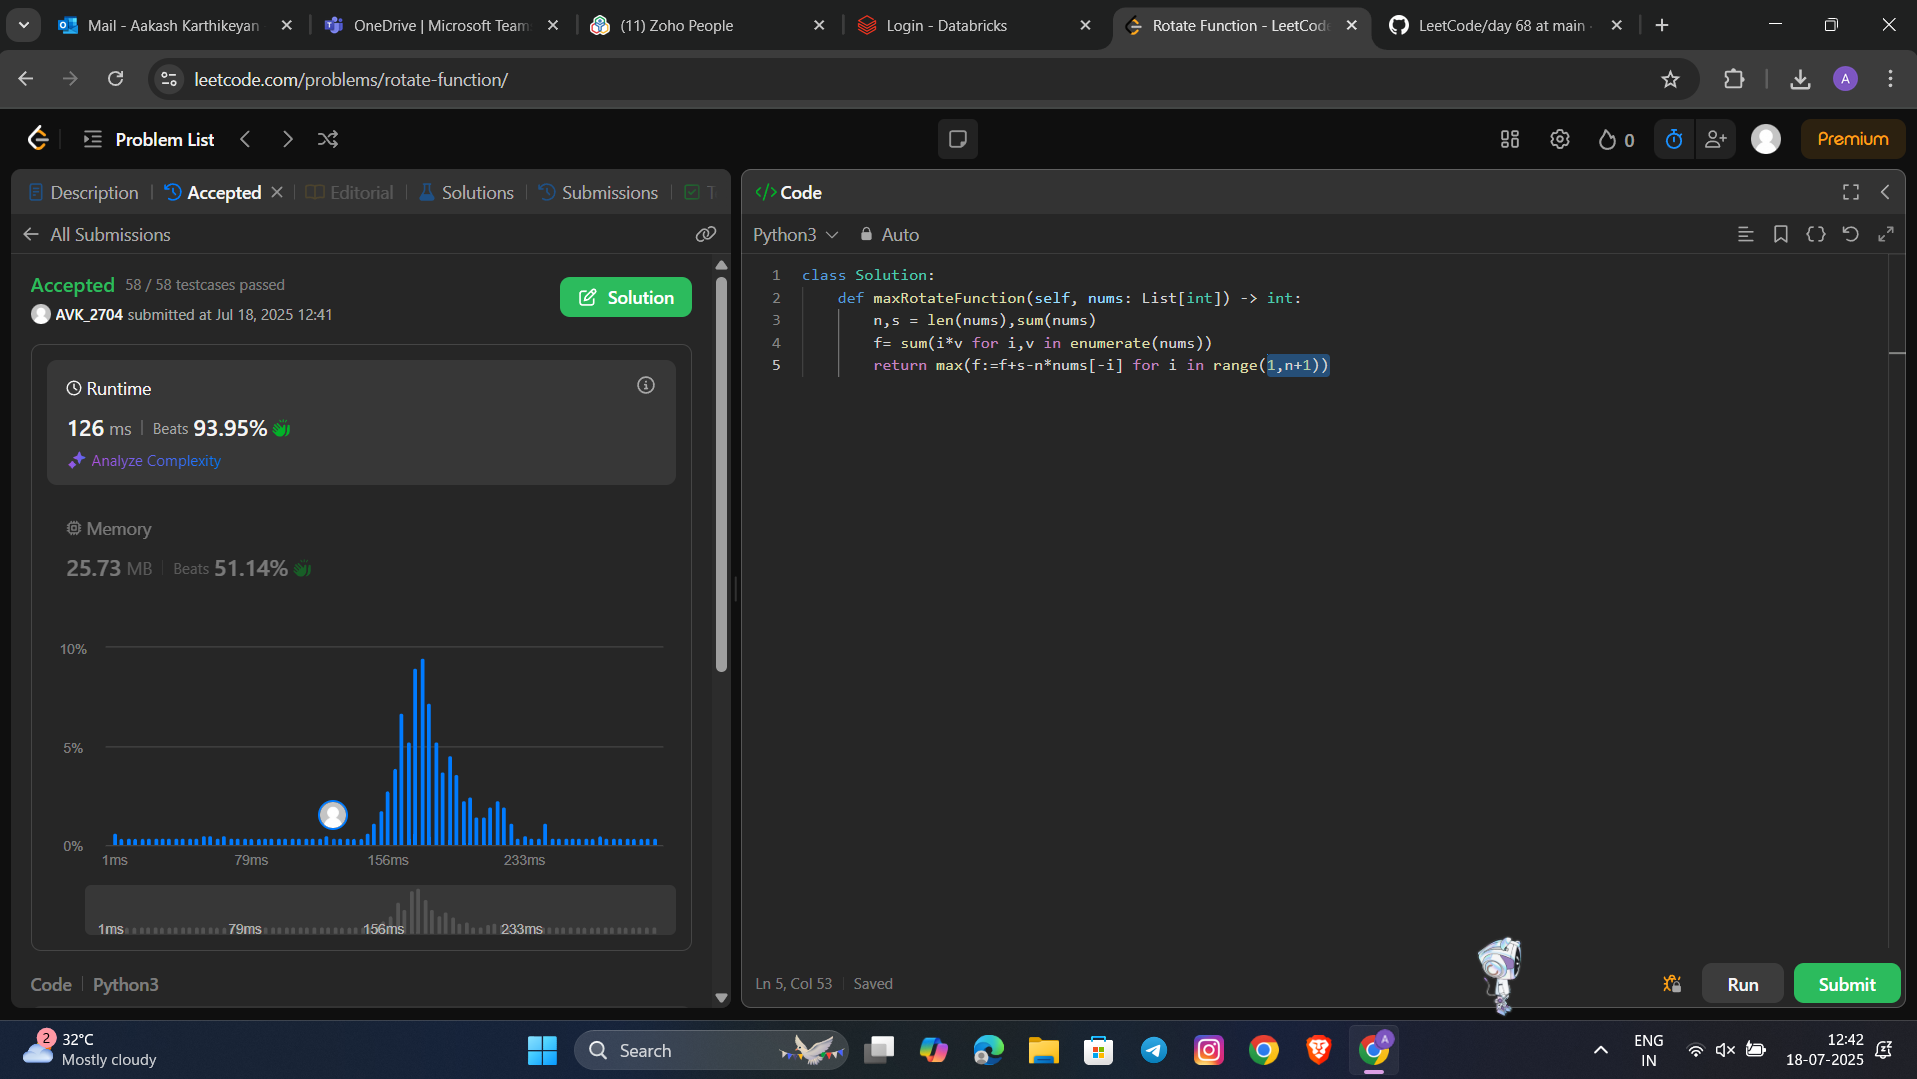 Mail - Aakash Karthikeyan
OneDrive | Microsoft Team
(11) Zoho People
Login - Databricks
Rotate Function - LeetCode
LeetCode/day 68 at main
leetcode.com/problems/rotate-function/
A
Problem List
0
Premium
Description
Accepted
Editorial
Solutions
Submissions
T
</> Code
All Submissions
Python3
Auto
Accepted 58 / 58 testcases passed
AVK_2704 submitted at Jul 18, 2025 12:41
Solution
Runtime
126 ms | Beats 93.95%
Analyze Complexity
Memory
25.73 MB | Beats 51.14%
10%
5%
0%
1ms 79ms 156ms 233ms
1ms 79ms 156ms 233ms
Code | Python3
1 class Solution:
2 def maxRotateFunction(self, nums: List[int]) -> int:
3 n,s = len(nums),sum(nums)
4 f= sum(i*v for i,v in enumerate(nums))
5 return max(f:=f+s-n*nums[-i] for i in range(1,n+1))
Ln 5, Col 53 | Saved
Run
Submit
2
32°C
Mostly cloudy
Search
A
ENG
IN
12:42
18-07-2025